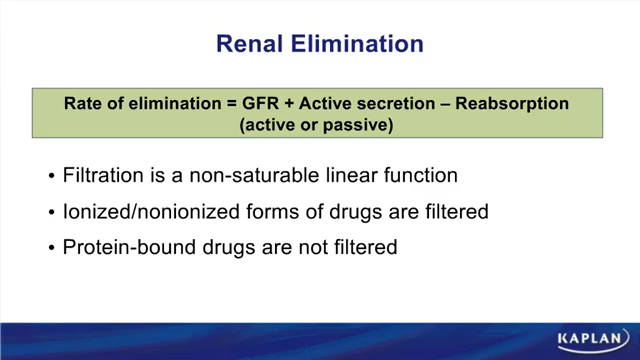 Renal Elimination
Rate of elimination = GFR + Active secretion – Reabsorption
(active or passive)
• Filtration is a non-saturable linear function
• Ionized/nonionized forms of drugs are filtered
• Protein-bound drugs are not filtered
KAPLAN